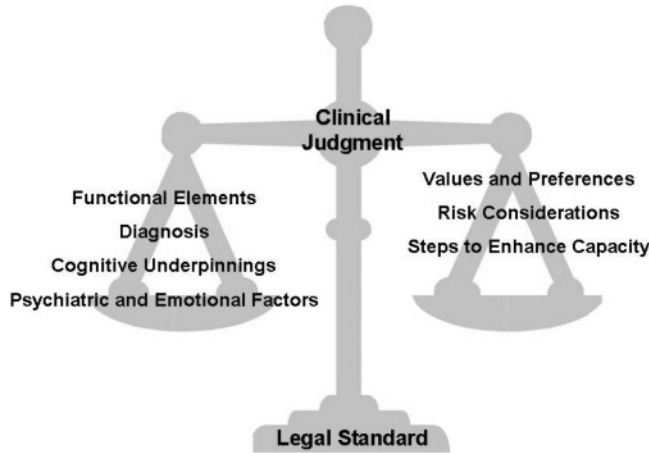 Clinical
Judgment
Functional Elements
Diagnosis
Cognitive Underpinnings
Psychiatric and Emotional Factors
Values and Preferences
Risk Considerations
Steps to Enhance Capacity
Legal Standard